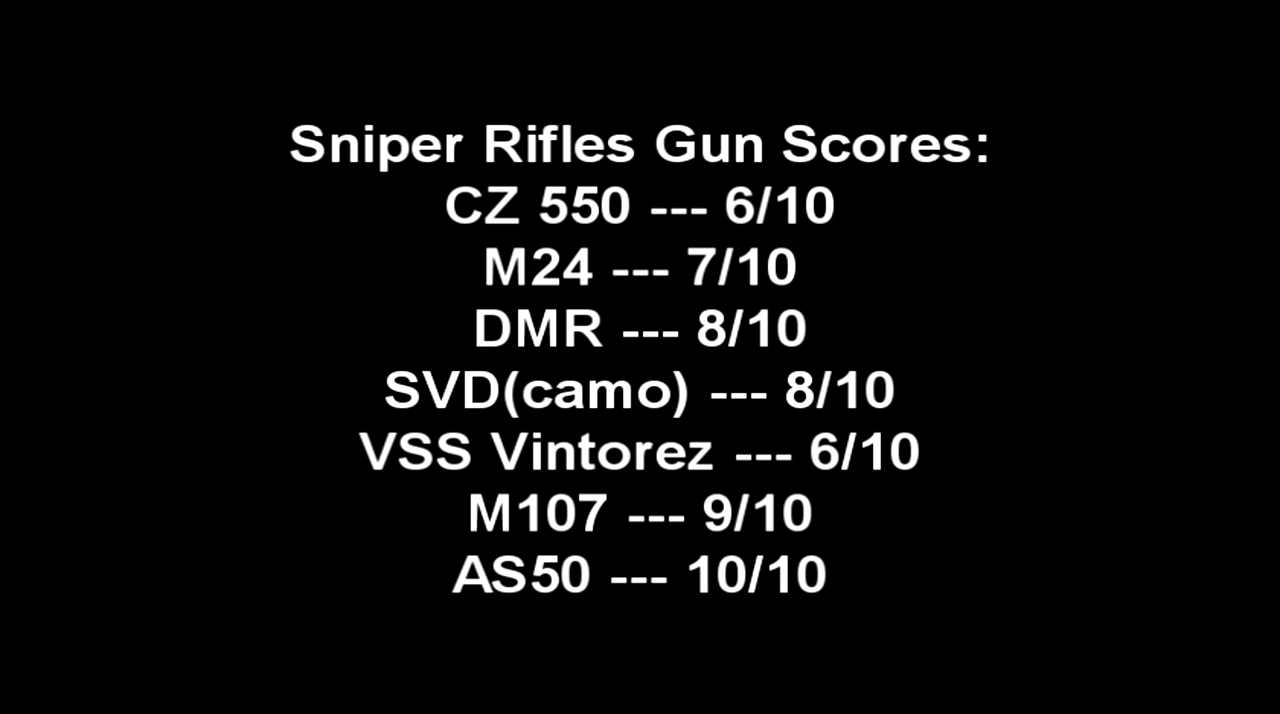 Sniper Rifles Gun Scores:
CZ 550 --- 6/10
M24 --- 7/10
DMR --- 8/10
SVD(camo) --- 8/10
VSS Vintorez --- 6/10
M107 --- 9/10
AS50 --- 10/10